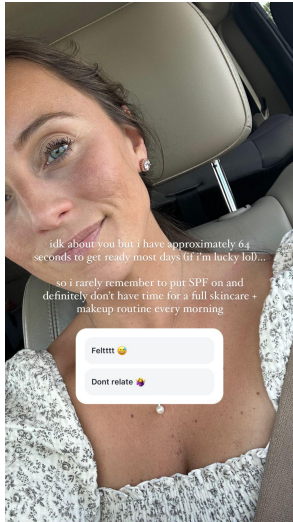 idk about you but i have approximately 64
seconds to get ready most days (if i'm lucky lol)...
so i rarely remember to put SPF on and
definitely don't have time for a full skincare +
makeup routine every morning
Feltttt 😅
Dont relate 🤷‍♀️